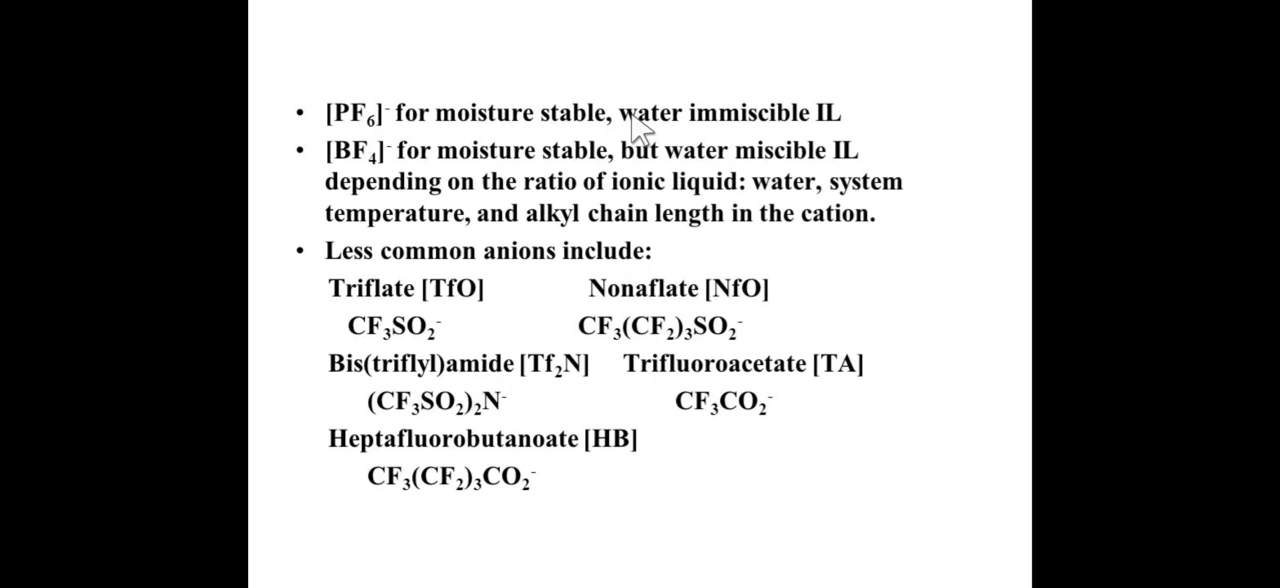 • [PF₆]⁻ for moisture stable, water immiscible IL
• [BF₄]⁻ for moisture stable, but water miscible IL
depending on the ratio of ionic liquid: water, system
temperature, and alkyl chain length in the cation.
• Less common anions include:
Triflate [TfO] Nonaflate [NfO]
CF₃SO₂⁻ CF₃(CF₂)₃SO₂⁻
Bis(triflyl)amide [Tf₂N] Trifluoroacetate [TA]
(CF₃SO₂)₂N⁻ CF₃CO₂⁻
Heptafluorobutanoate [HB]
CF₃(CF₂)₃CO₂⁻